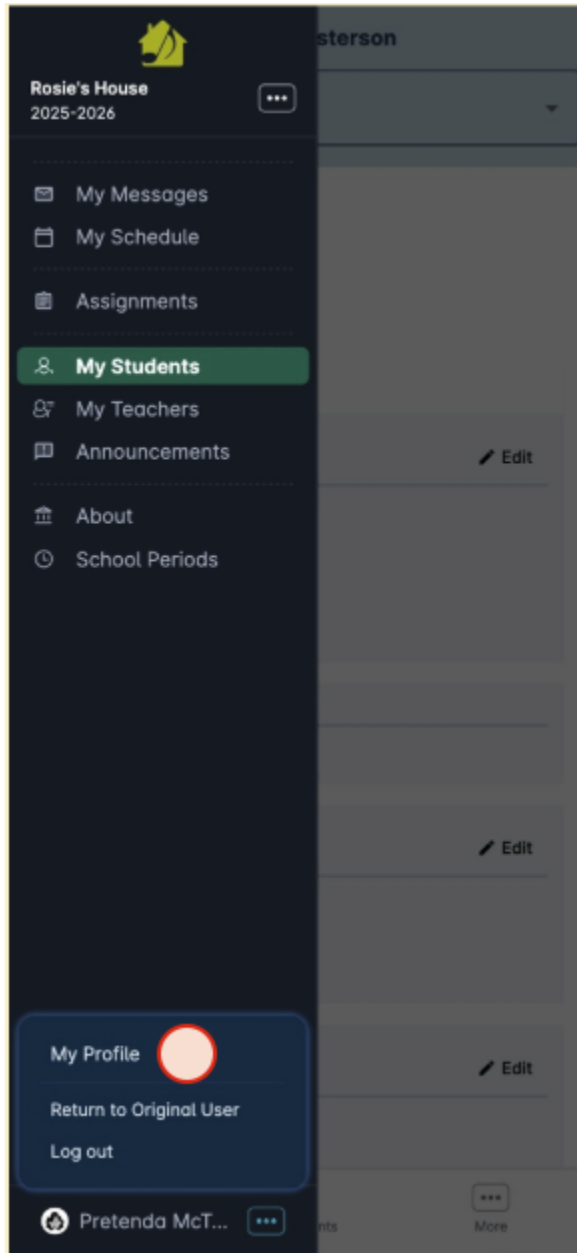 sterson
Rosie's House
2025-2026
My Messages
My Schedule
Assignments
My Students
My Teachers
Announcements
Edit
About
School Periods
Edit
My Profile
Edit
Return to Original User
Log out
Pretenda McT...
nts
More